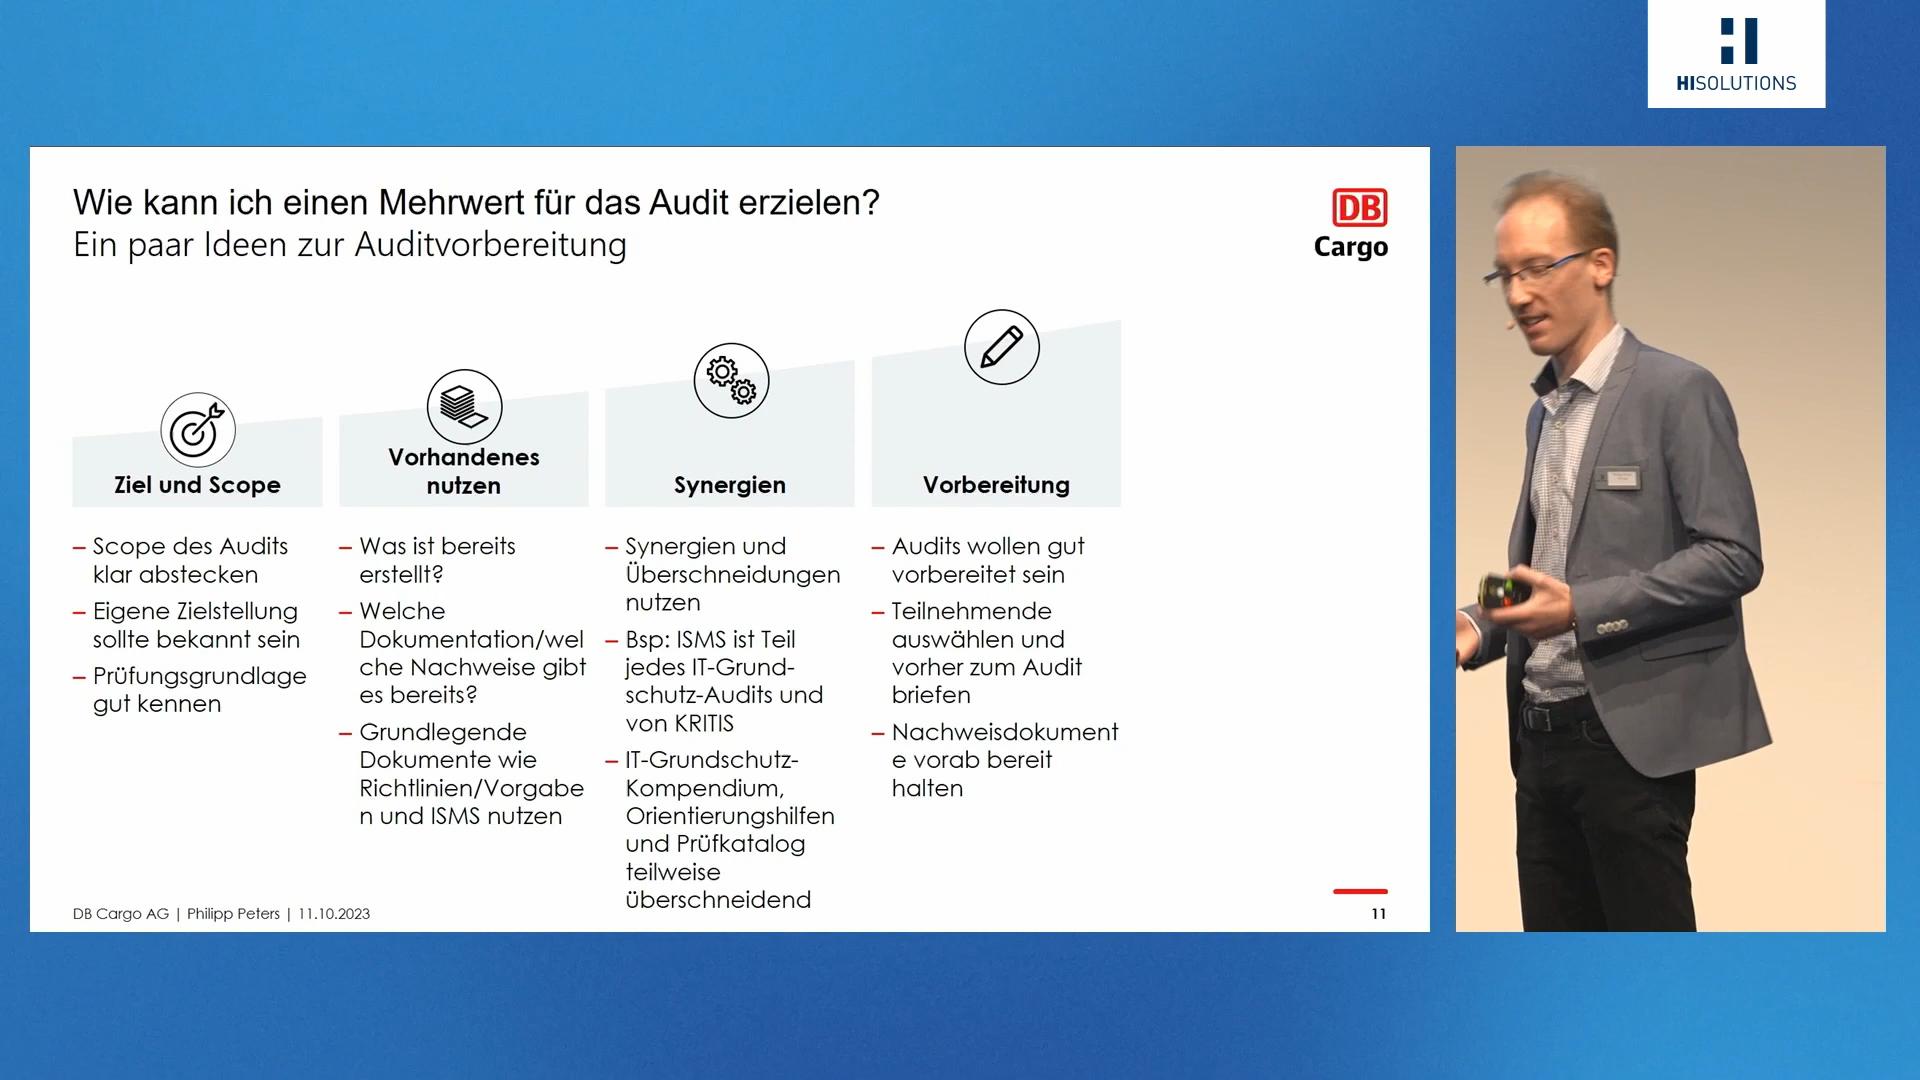 HISOLUTIONS
Wie kann ich einen Mehrwert für das Audit erzielen?
Ein paar Ideen zur Auditvorbereitung
DB
Cargo
Ziel und Scope
– Scope des Audits
klar abstecken
– Eigene Zielstellung
sollte bekannt sein
– Prüfungsgrundlage
gut kennen
Vorhandenes
nutzen
– Was ist bereits
erstellt?
– Welche
Dokumentation/wel
che Nachweise gibt
es bereits?
– Grundlegende
Dokumente wie
Richtlinien/Vorgabe
n und ISMS nutzen
Synergien
– Synergien und
Überschneidungen
nutzen
– Bsp: ISMS ist Teil
jedes IT-Grund-
schutz-Audits und
von KRITIS
– IT-Grundschutz-
Kompendium,
Orientierungshilfen
und Prüfkatalog
teilweise
überschneidend
Vorbereitung
– Audits wollen gut
vorbereitet sein
– Teilnehmende
auswählen und
vorher zum Audit
briefen
– Nachweisdokument
e vorab bereit
halten
DB Cargo AG | Philipp Peters | 11.10.2023
11